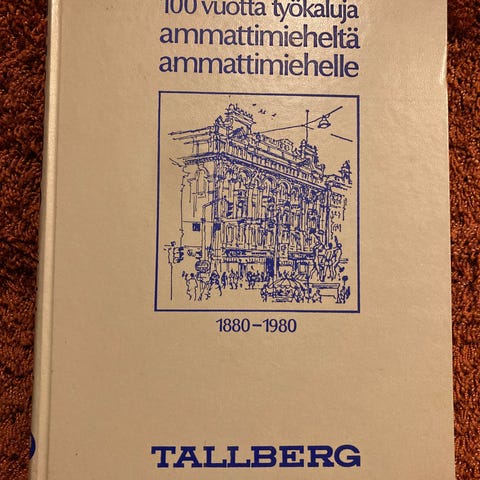 100 vuotta työkaluja
ammattimieheltä
ammattimiehelle
1880–1980
TALLBERG